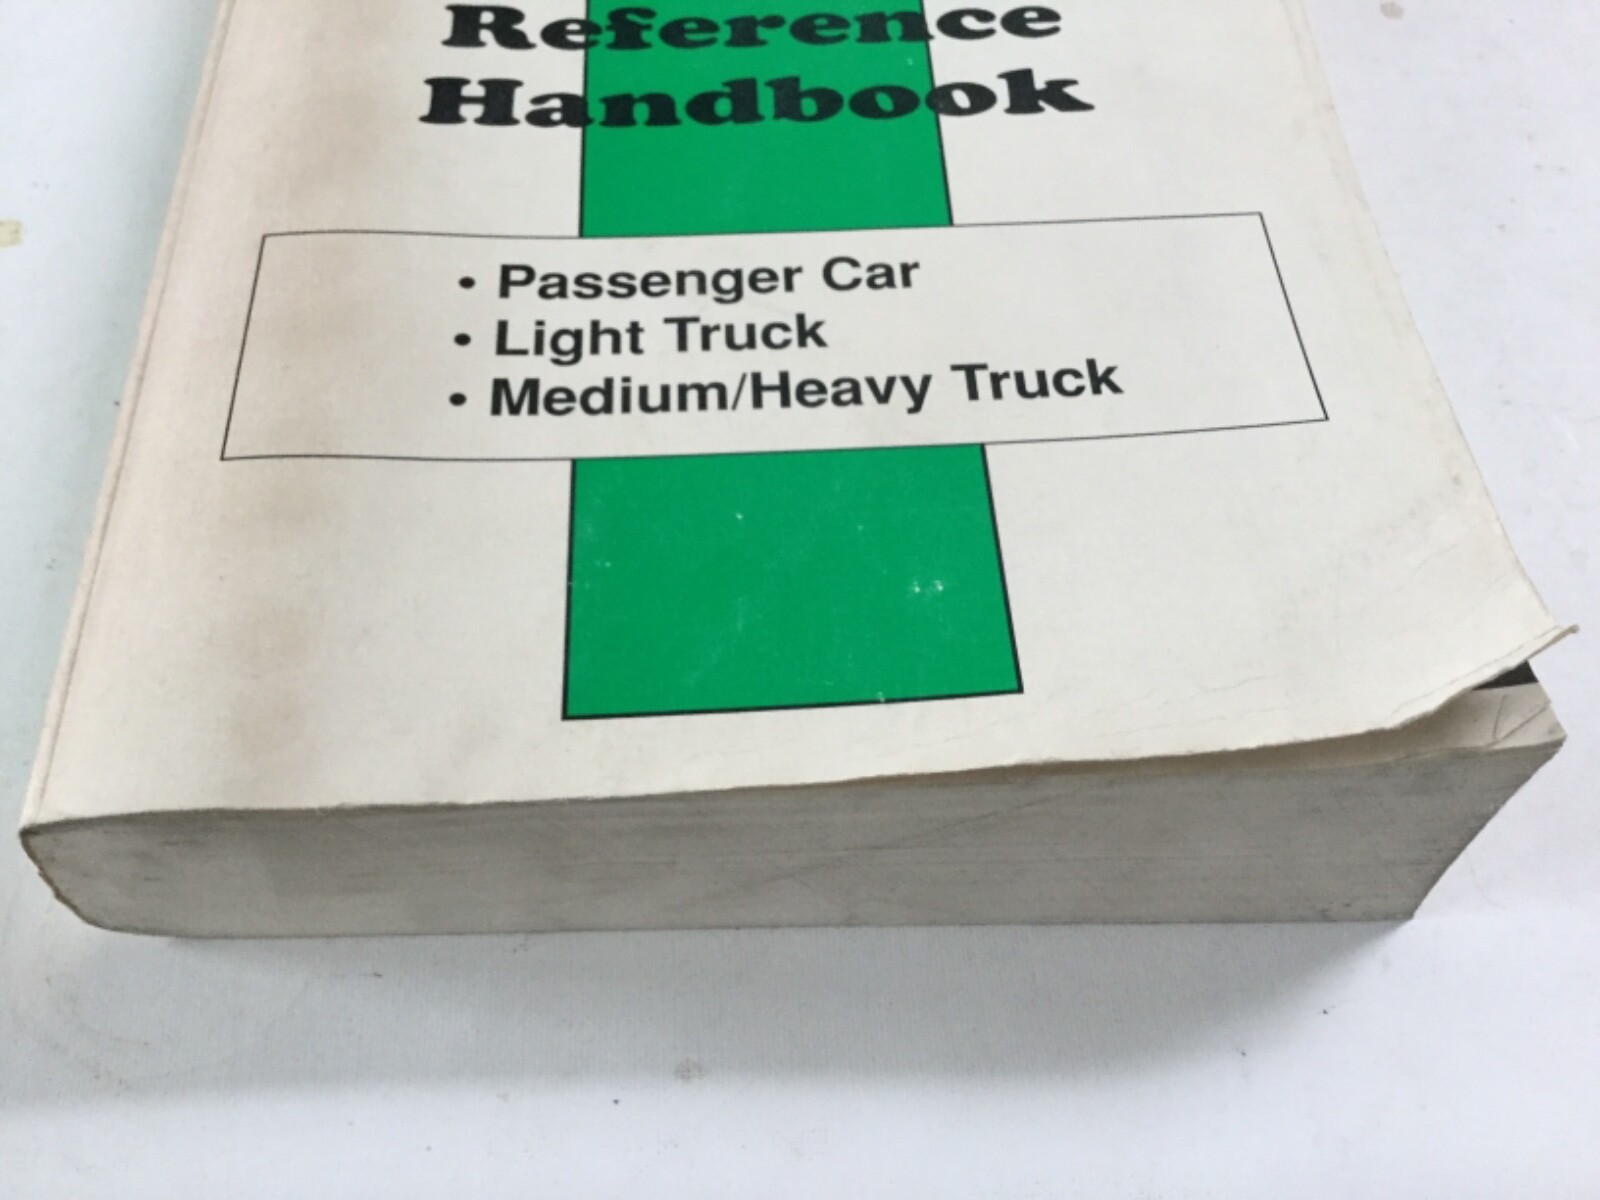 Reference
Handbook
• Passenger Car
• Light Truck
• Medium/Heavy Truck